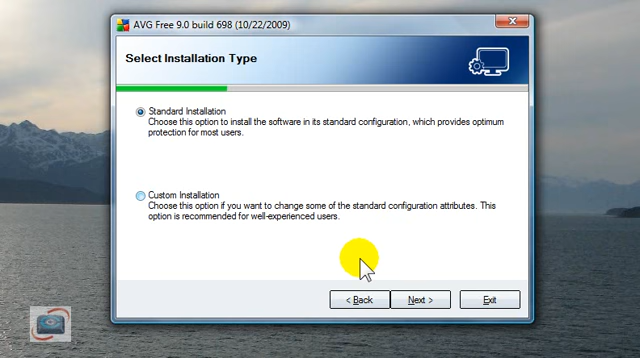 AVG Free 9.0 build 698 (10/22/2009)
Select Installation Type
Standard Installation
Choose this option to install the software in its standard configuration, which provides optimum
protection for most users.
Custom Installation
Choose this option if you want to change some of the standard configuration attributes. This
option is recommended for well-experienced users.
< Back Next > Exit